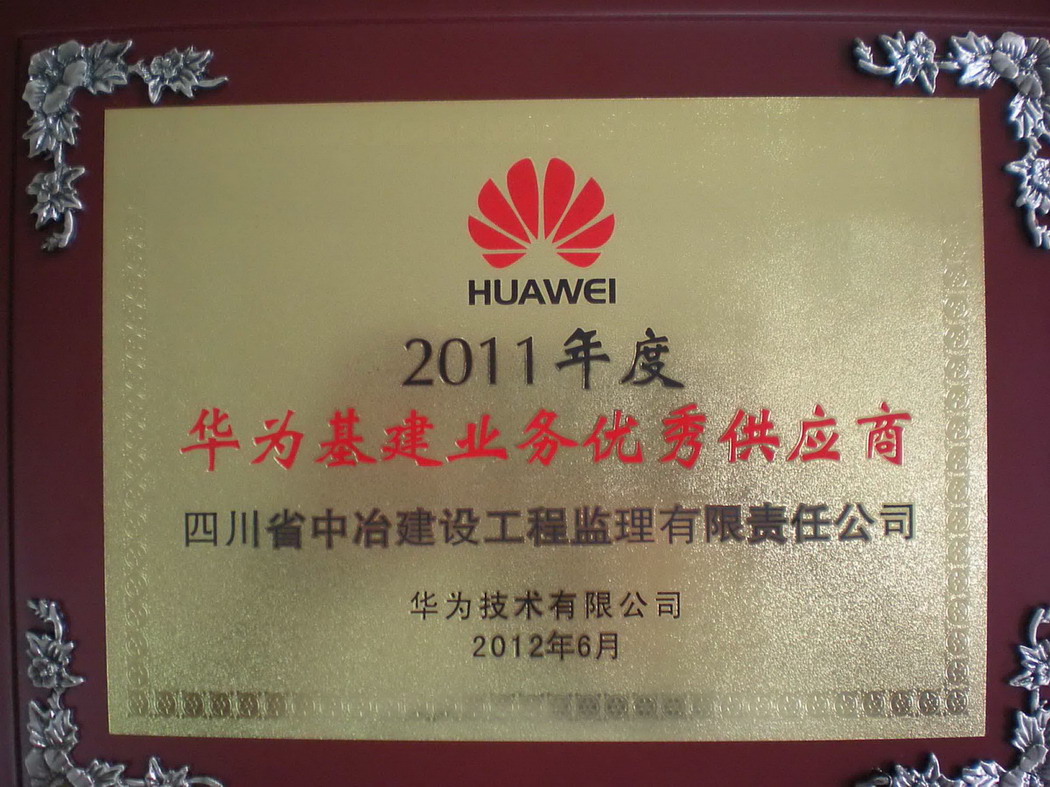 HUAWEI
2011年度
华为基建业务优秀供应商
四川省中冶建设工程监理有限责任公司
华为技术有限公司
2012年6月